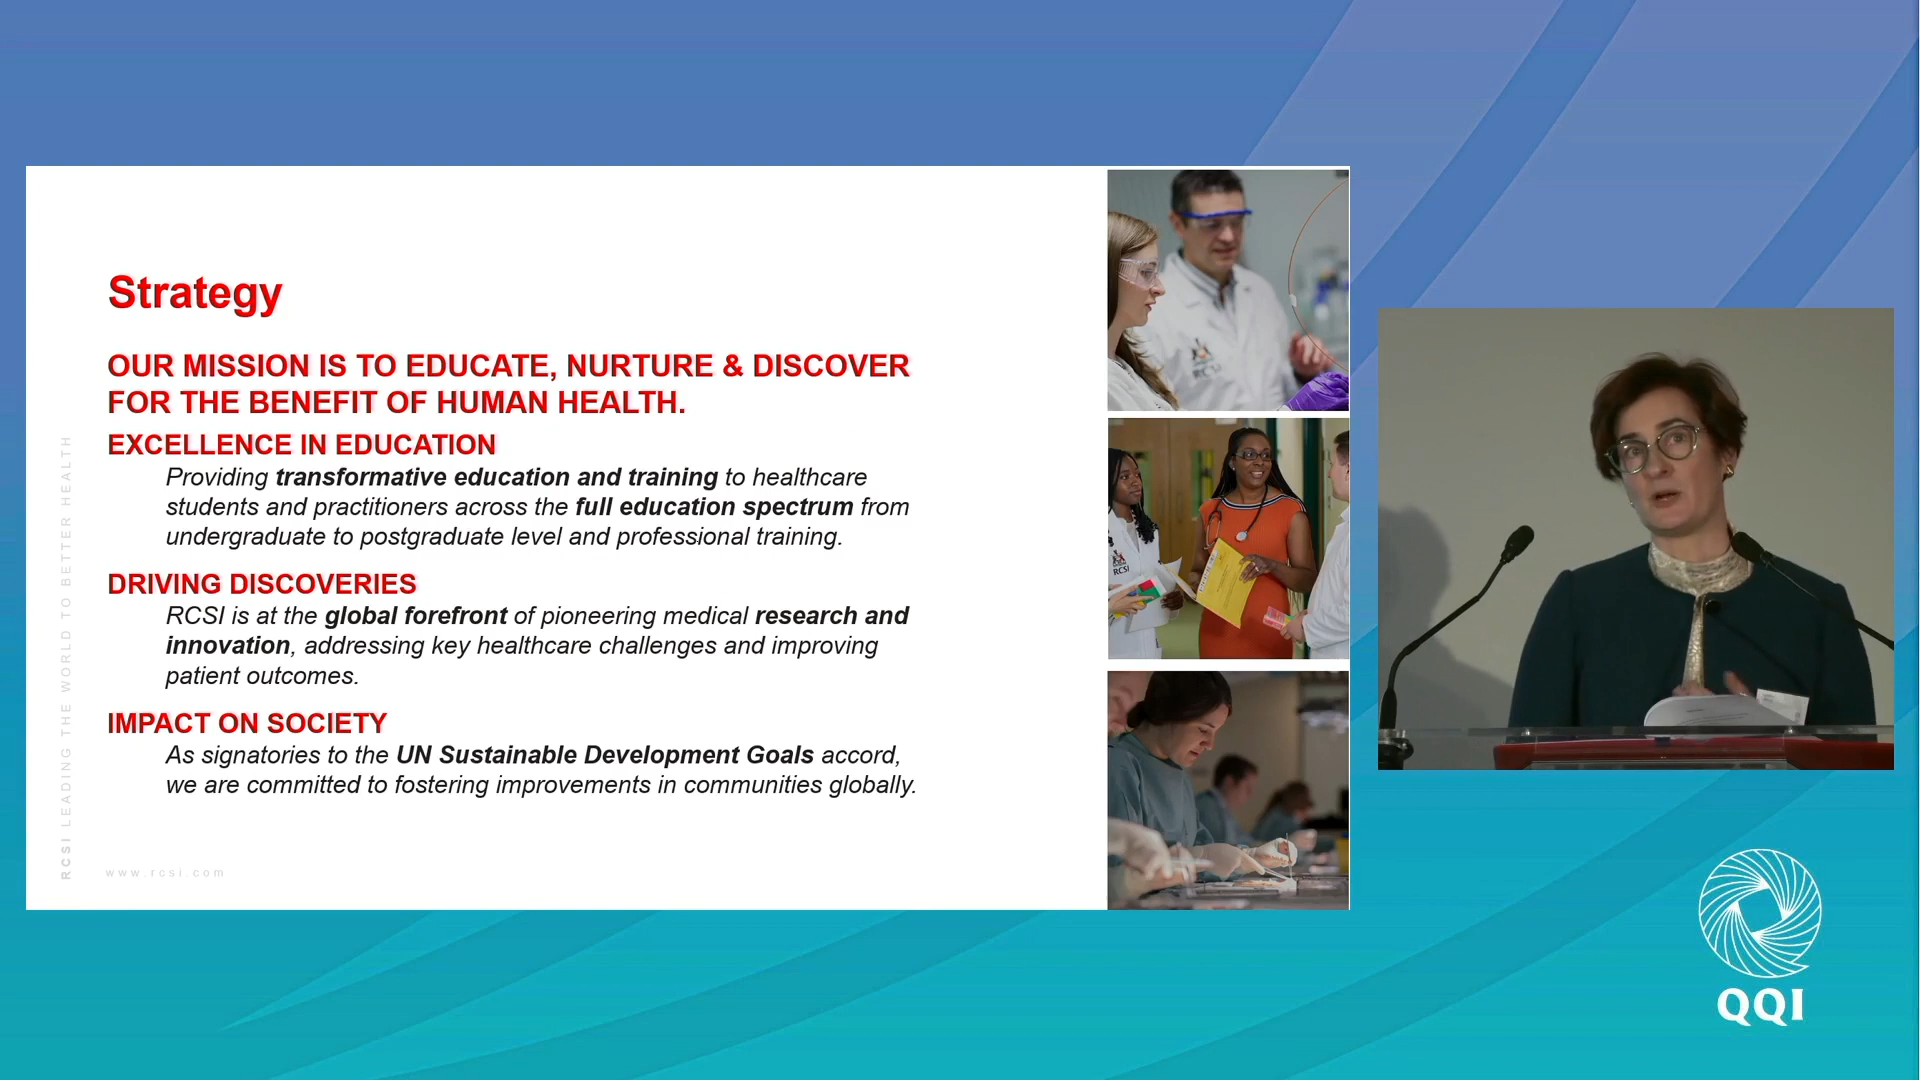 Strategy
OUR MISSION IS TO EDUCATE, NURTURE & DISCOVER
FOR THE BENEFIT OF HUMAN HEALTH.
EXCELLENCE IN EDUCATION
Providing transformative education and training to healthcare
students and practitioners across the full education spectrum from
undergraduate to postgraduate level and professional training.
DRIVING DISCOVERIES
RCSI is at the global forefront of pioneering medical research and
innovation, addressing key healthcare challenges and improving
patient outcomes.
IMPACT ON SOCIETY
As signatories to the UN Sustainable Development Goals accord,
we are committed to fostering improvements in communities globally.
RCSI LEADING THE WORLD TO BETTER HEALTH
www.rcsi.com
RCSI
RCSI
QQI